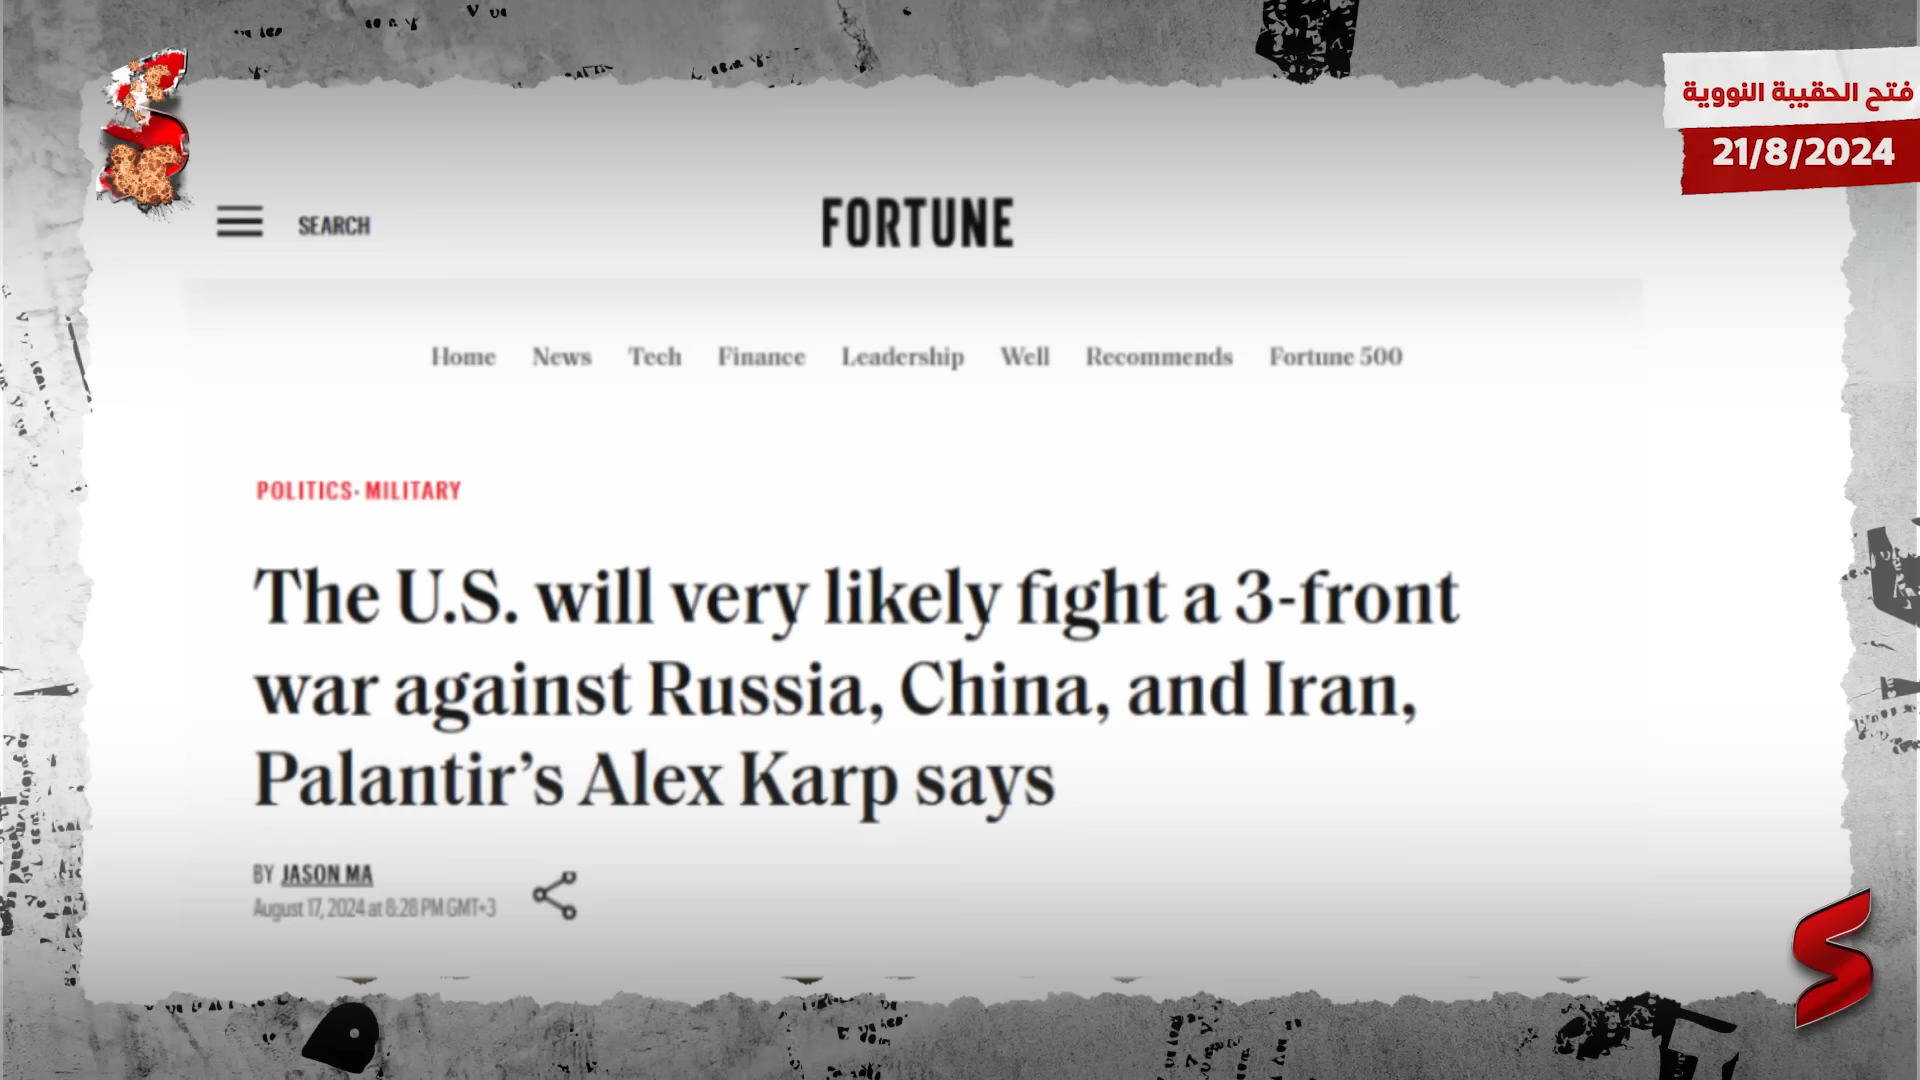 فتح الحقيبة النووية
21/8/2024
SEARCH
FORTUNE
Home News Tech Finance Leadership Well Recommends Fortune 500
POLITICS · MILITARY
The U.S. will very likely fight a 3-front
war against Russia, China, and Iran,
Palantir’s Alex Karp says
BY JASON MA
August 17, 2024 at 8:28 PM GMT+3